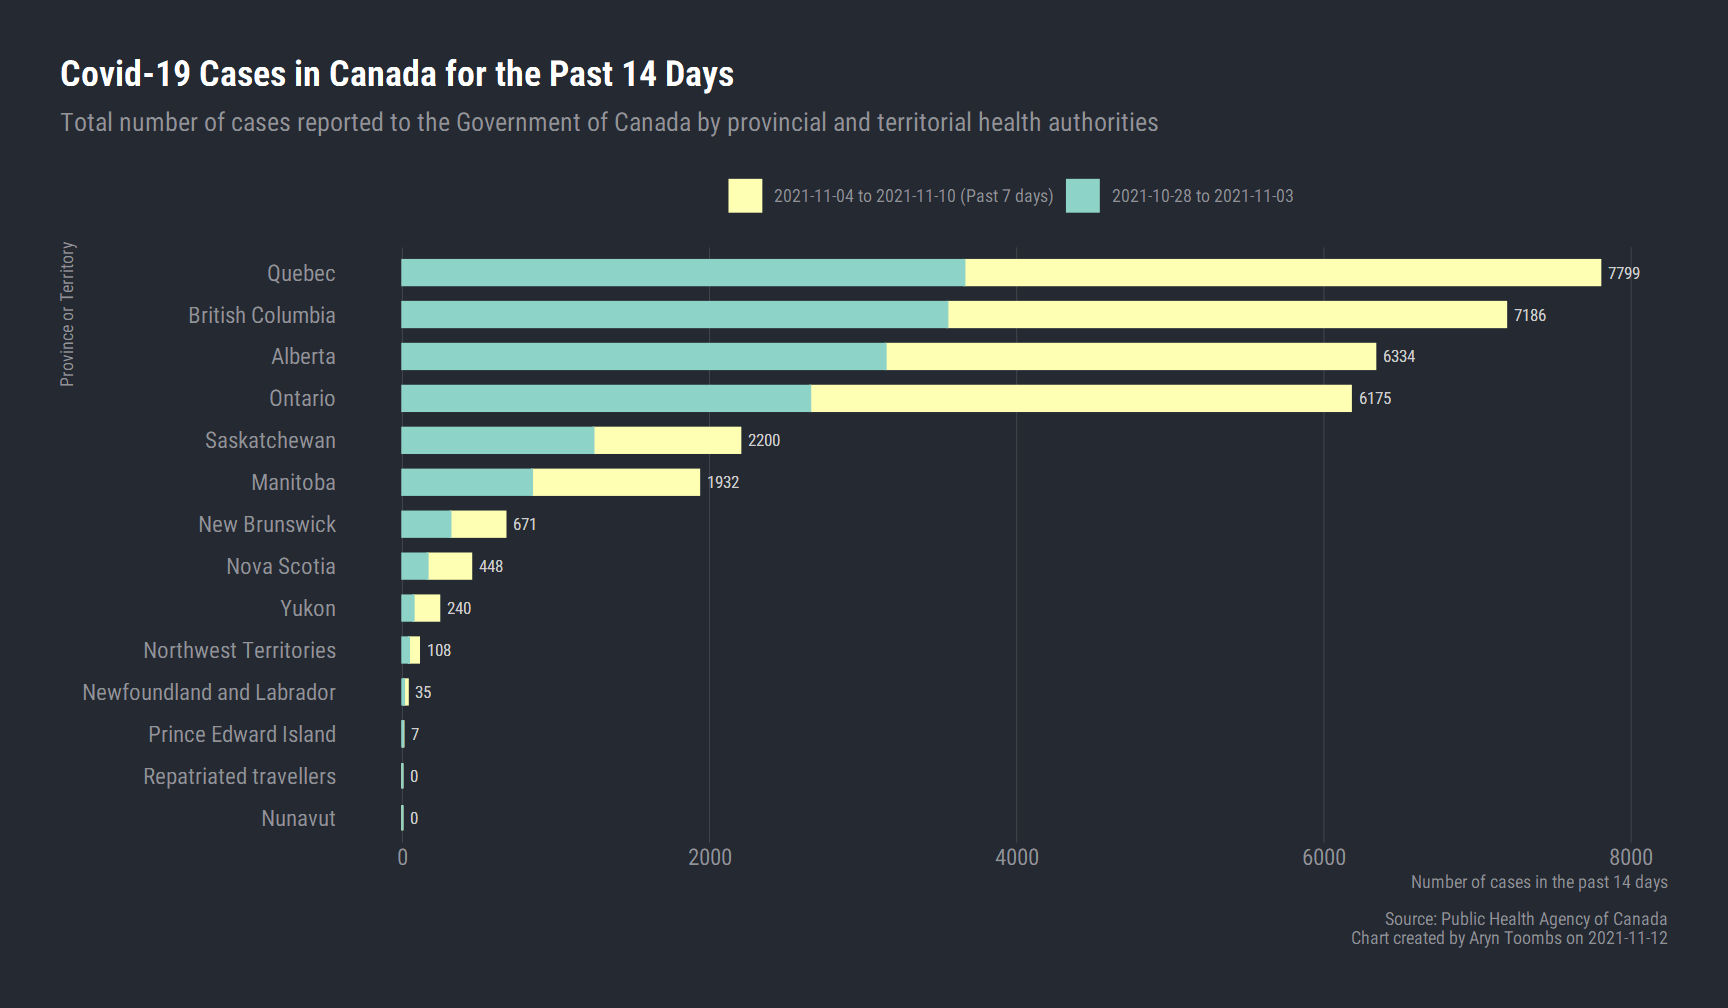 Covid-19 Cases in Canada for the Past 14 Days
Total number of cases reported to the Government of Canada by provincial and territorial health authorities
2021-11-04 to 2021-11-10 (Past 7 days) 2021-10-28 to 2021-11-03
Province or Territory
Quebec 7799
British Columbia 7186
Alberta 6334
Ontario 6175
Saskatchewan 2200
Manitoba 1932
New Brunswick 671
Nova Scotia 448
Yukon 240
Northwest Territories 108
Newfoundland and Labrador 35
Prince Edward Island 7
Repatriated travellers 0
Nunavut 0
0 2000 4000 6000 8000
Number of cases in the past 14 days
Source: Public Health Agency of Canada
Chart created by Aryn Toombs on 2021-11-12